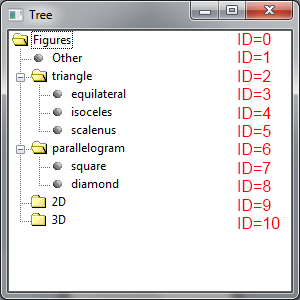 Tree
Figures ID=0
Other ID=1
triangle ID=2
equilateral ID=3
isoceles ID=4
scalenus ID=5
parallelogram ID=6
square ID=7
diamond ID=8
2D ID=9
3D ID=10